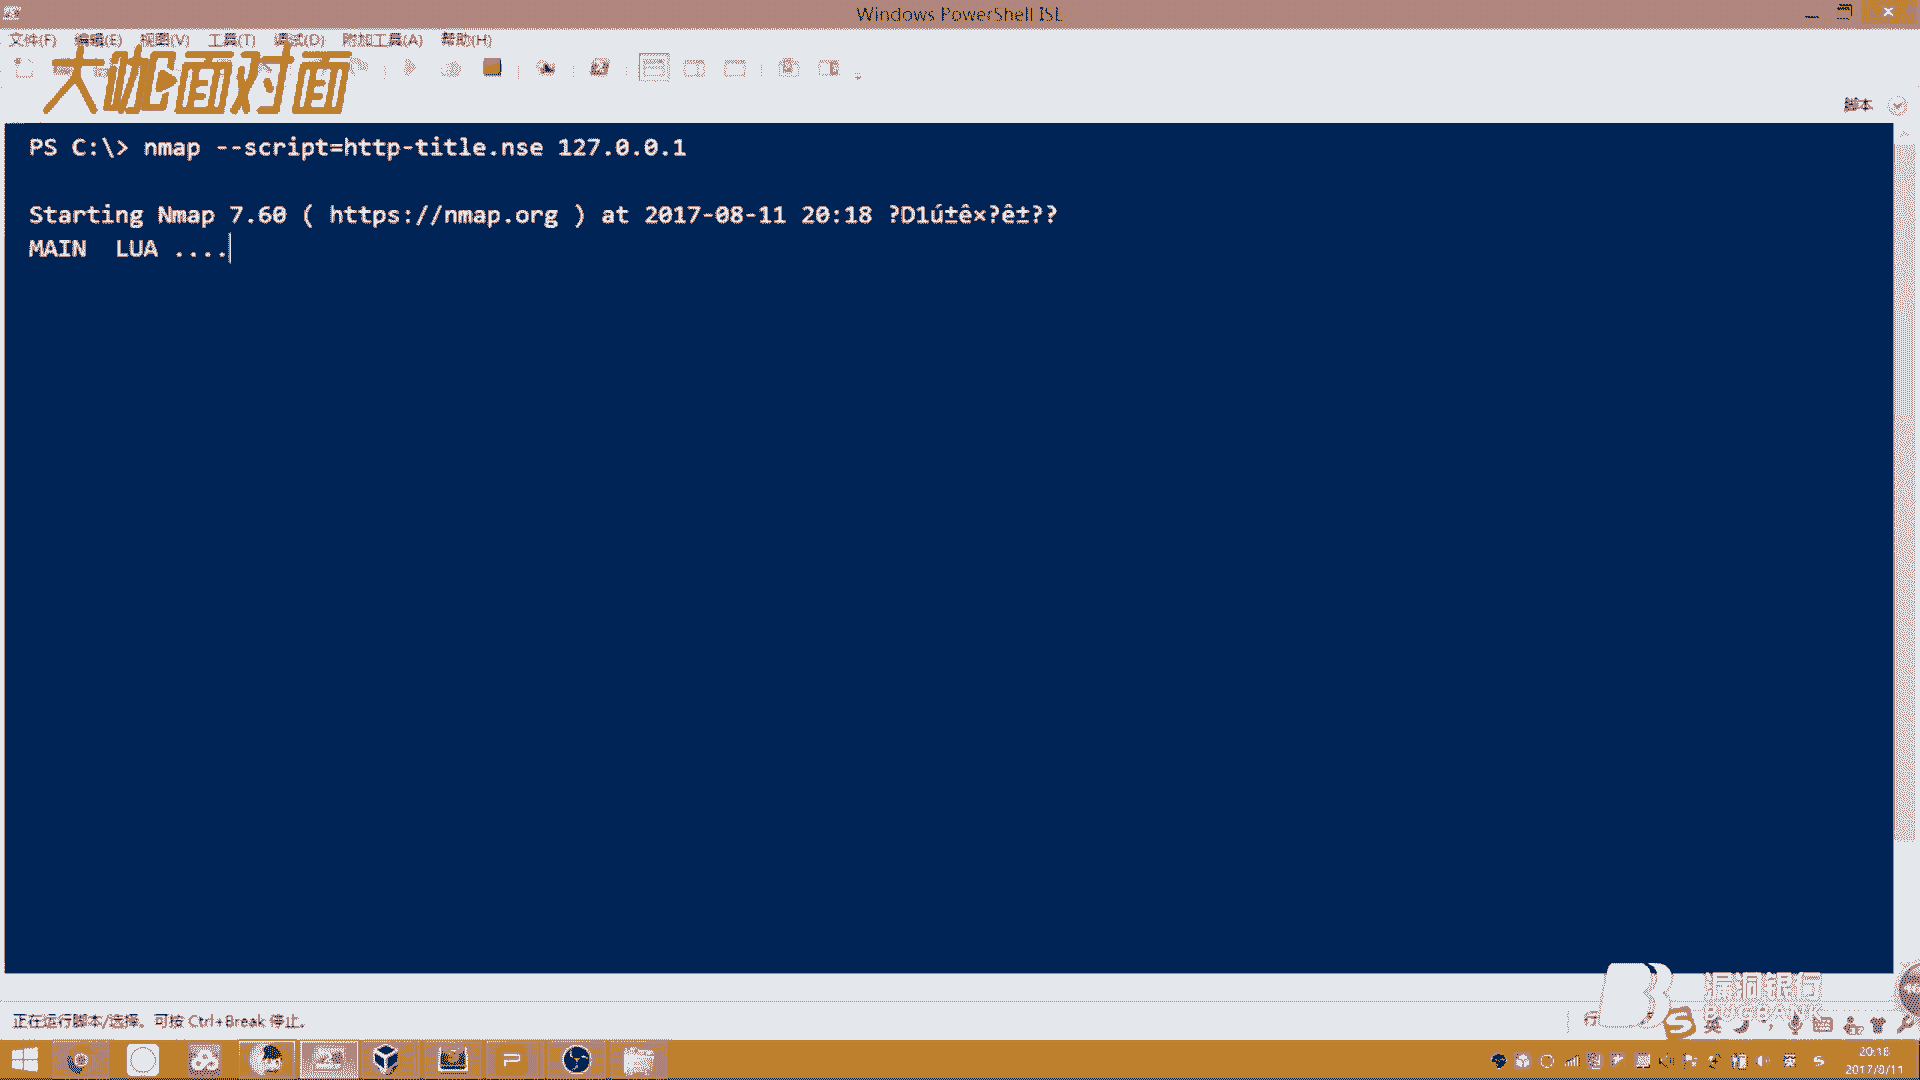 Windows PowerShell ISE
文件(F) 编辑(E) 视图(V) 工具(T) 调试(D) 附加工具(A) 帮助(H)
大咖面对面
脚本
PS C:\> nmap --script=http-title.nse 127.0.0.1
Starting Nmap 7.60 ( https://nmap.org ) at 2017-08-11 20:18 ?D1ú±ê×?ê±??
MAIN  LUA ....
漏洞银行
BUGBANK
正在运行脚本/选择。可按 Ctrl+Break 停止。
行
英
20:18
2017/8/11